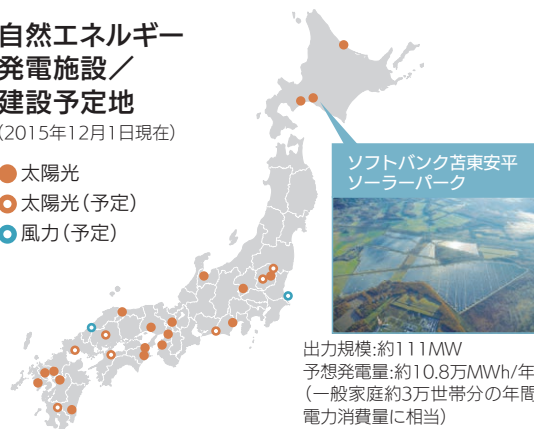 自然エネルギー
発電施設／
建設予定地
(2015年12月1日現在)
太陽光
太陽光(予定)
風力(予定)
ソフトバンク苫東安平
ソーラーパーク
出力規模:約111MW
予想発電量:約10.8万MWh/年
(一般家庭約3万世帯分の年間
電力消費量に相当)